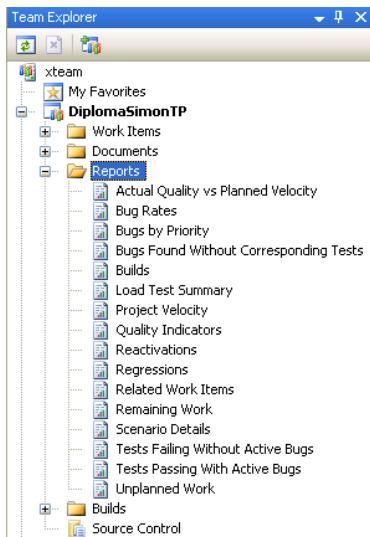 Team Explorer
xteam
My Favorites
DiplomaSimonTP
Work Items
Documents
Reports
Actual Quality vs Planned Velocity
Bug Rates
Bugs by Priority
Bugs Found Without Corresponding Tests
Builds
Load Test Summary
Project Velocity
Quality Indicators
Reactivations
Regressions
Related Work Items
Remaining Work
Scenario Details
Tests Failing Without Active Bugs
Tests Passing With Active Bugs
Unplanned Work
Builds
Source Control